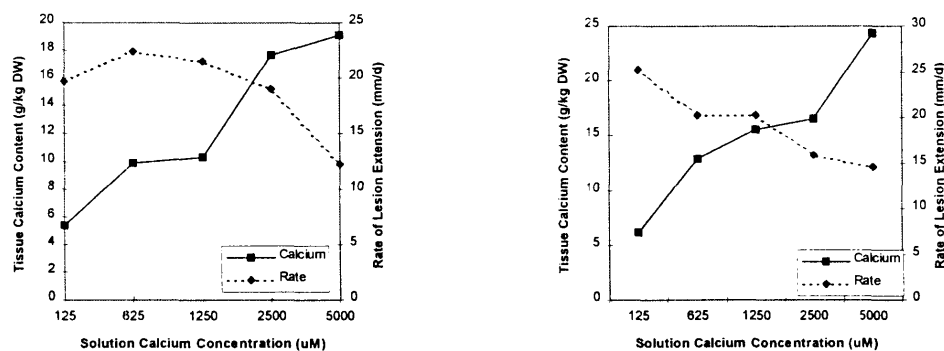 20
18
16
14
12
10
8
6
4
2
0
Tissue Calcium Content (g/kg DW)
25
20
15
10
5
0
Rate of Lesion Extension (mm/d)
Calcium
Rate
125 625 1250 2500 5000
Solution Calcium Concentration (uM)
25
20
15
10
5
0
Tissue Calcium Content (g/kg DW)
30
25
20
15
10
5
0
Rate of Lesion Extension (mm/d)
Calcium
Rate
125 625 1250 2500 5000
Solution Calcium Concentration (uM)